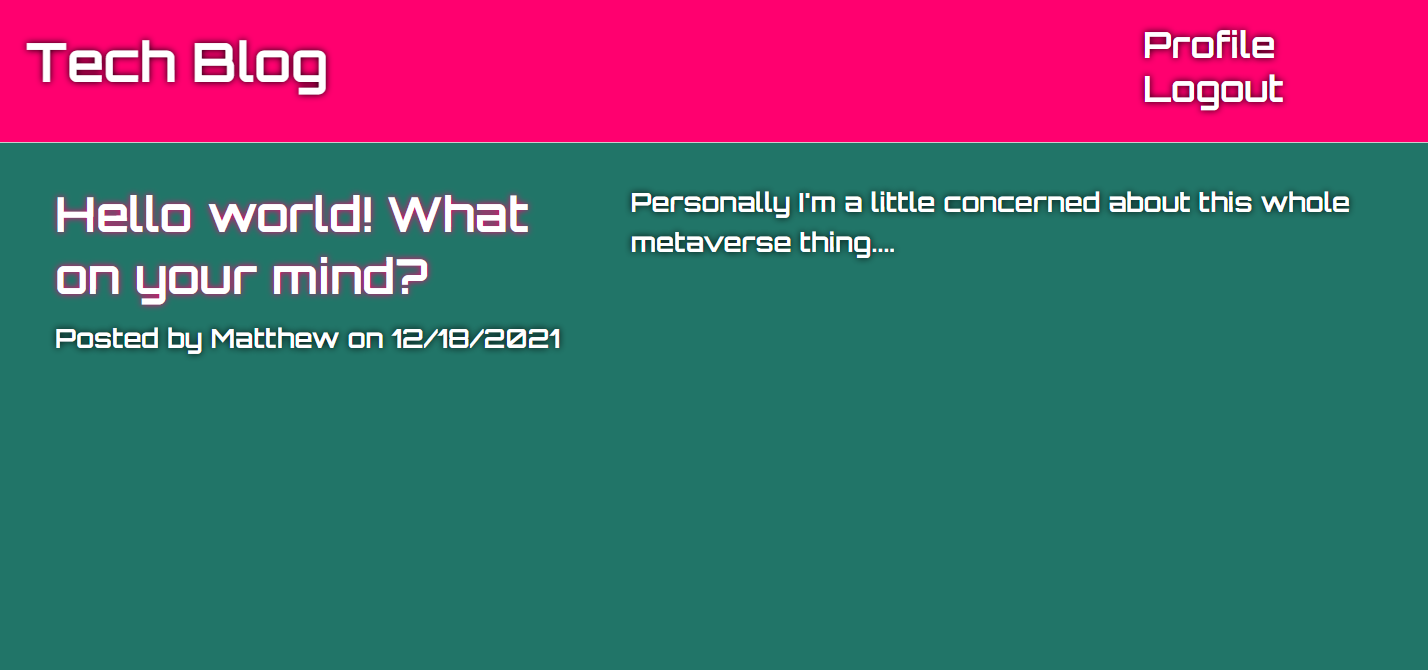 Tech Blog
Profile
Logout
Hello world! What
on your mind?
Posted by Matthew on 12/18/2021
Personally I'm a little concerned about this whole
metaverse thing....